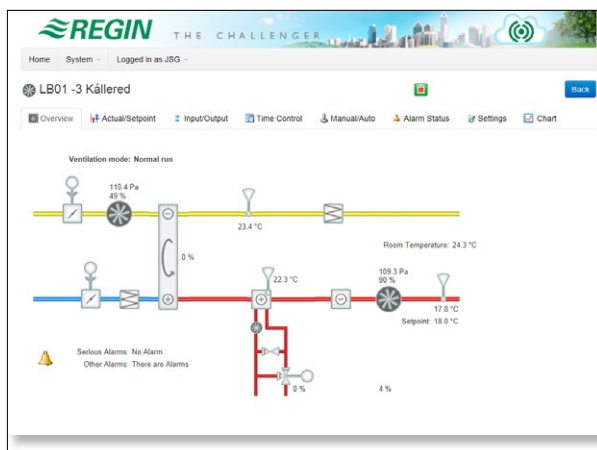 REGIN THE CHALLENGER
Home System Logged in as JSG
LB01 -3 Kållered Back
Overview Actual/Setpoint Input/Output Time Control Manual/Auto Alarm Status Settings Chart
Ventilation mode: Normal run
110.4 Pa
49 %
23.4 °C
Room Temperature: 24.3 °C
0 %
22.3 °C
109.3 Pa
90 %
17.8 °C
Setpoint: 18.0 °C
Serious Alarms: No Alarm
Other Alarms: There are Alarms
0 % 4 %